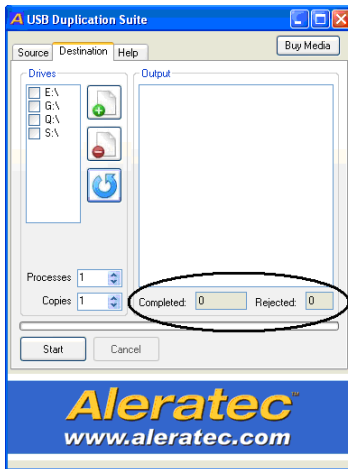 A USB Duplication Suite
Source Destination Help Buy Media
Drives Output
E:\
G:\
Q:\
S:\
Processes 1
Copies 1 Completed: 0 Rejected: 0
Start Cancel
Aleratec™
www.aleratec.com